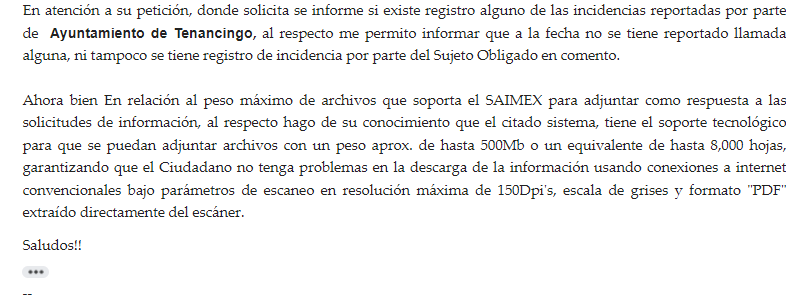 En atención a su petición, donde solicita se informe si existe registro alguno de las incidencias reportadas por parte
de Ayuntamiento de Tenancingo, al respecto me permito informar que a la fecha no se tiene reportado llamada
alguna, ni tampoco se tiene registro de incidencia por parte del Sujeto Obligado en comento.
Ahora bien En relación al peso máximo de archivos que soporta el SAIMEX para adjuntar como respuesta a las
solicitudes de información, al respecto hago de su conocimiento que el citado sistema, tiene el soporte tecnológico
para que se puedan adjuntar archivos con un peso aprox. de hasta 500Mb o un equivalente de hasta 8,000 hojas,
garantizando que el Ciudadano no tenga problemas en la descarga de la información usando conexiones a internet
convencionales bajo parámetros de escaneo en resolución máxima de 150Dpi's, escala de grises y formato "PDF"
extraído directamente del escáner.
Saludos!!
--